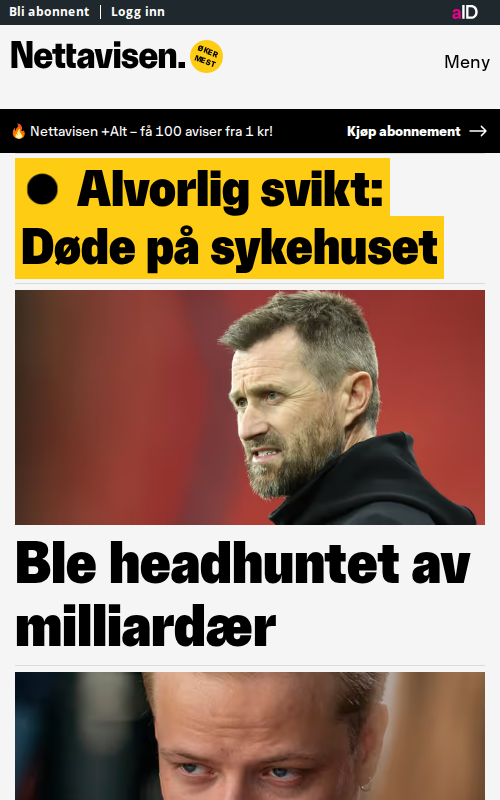 Bli abonnent | Logg inn
aID
Nettavisen.
ØKER
MEST
Meny
🔥 Nettavisen +Alt – få 100 aviser fra 1 kr!
Kjøp abonnement →
Alvorlig svikt:
Døde på sykehuset
Ble headhuntet av
milliardær